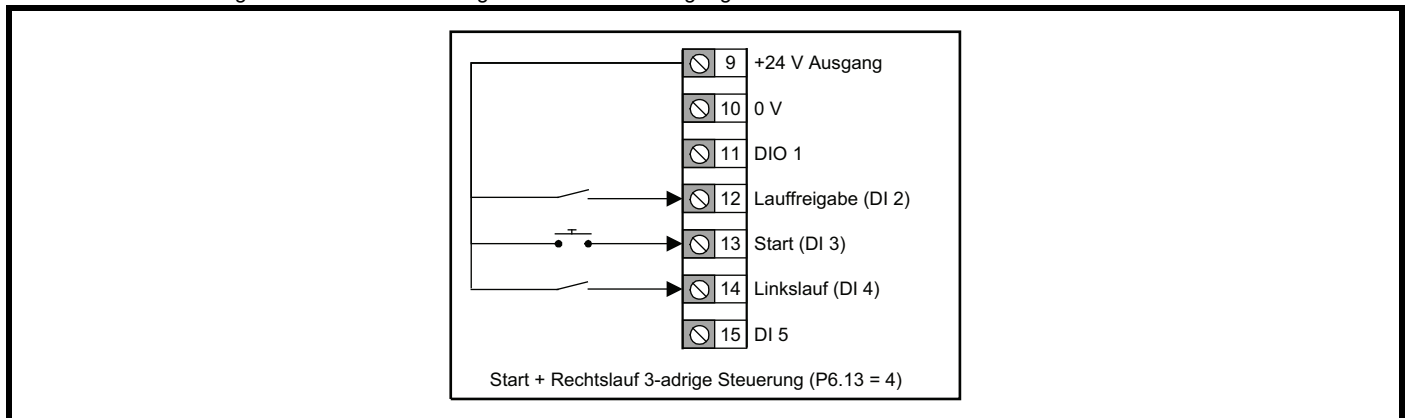 9 +24 V Ausgang
10 0 V
11 DIO 1
12 Lauffreigabe (DI 2)
13 Start (DI 3)
14 Linkslauf (DI 4)
15 DI 5
Start + Rechtslauf 3-adrige Steuerung (P6.13 = 4)